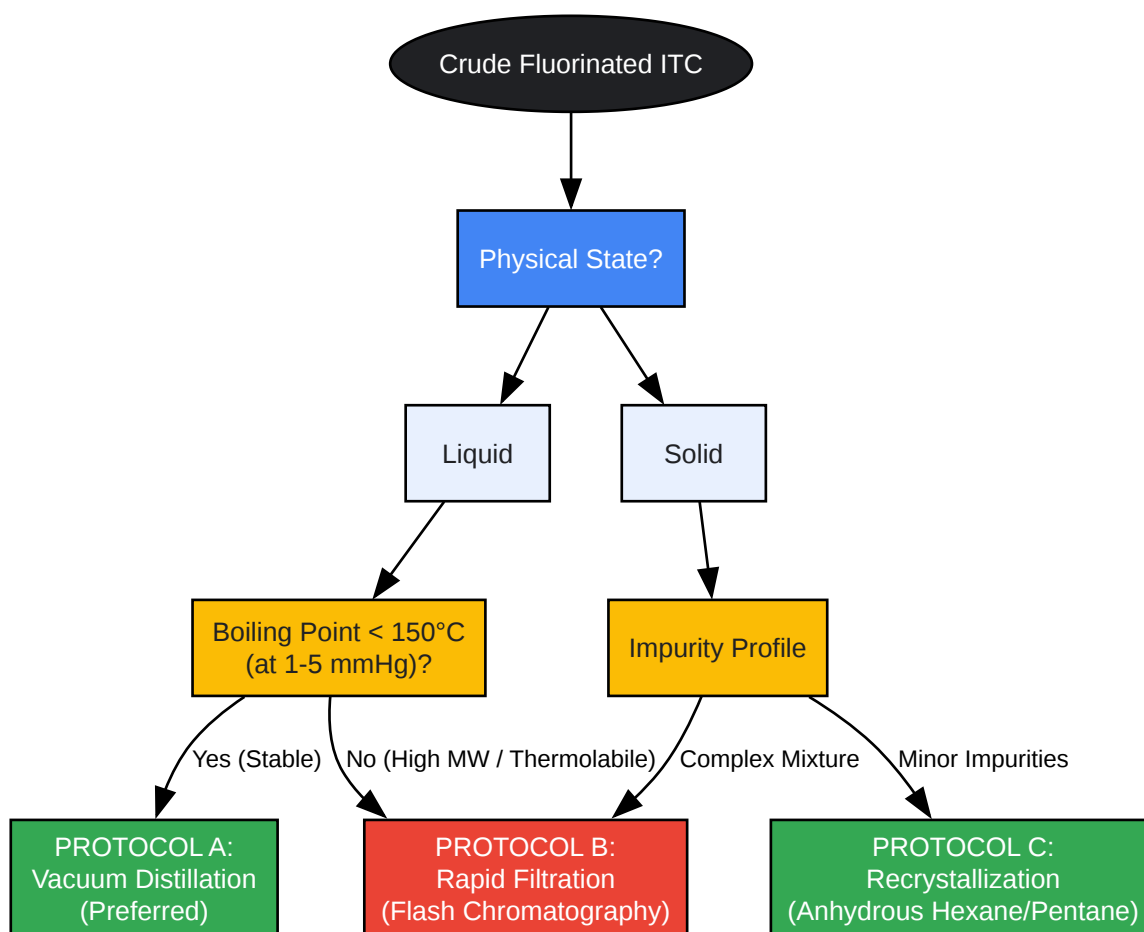 Crude Fluorinated ITC
Physical State?
Liquid
Solid
Boiling Point < 150°C
(at 1-5 mmHg)?
Impurity Profile
Yes (Stable)
No (High MW / Thermolabile)
Complex Mixture
Minor Impurities
PROTOCOL A:
Vacuum Distillation
(Preferred)
PROTOCOL B:
Rapid Filtration
(Flash Chromatography)
PROTOCOL C:
Recrystallization
(Anhydrous Hexane/Pentane)